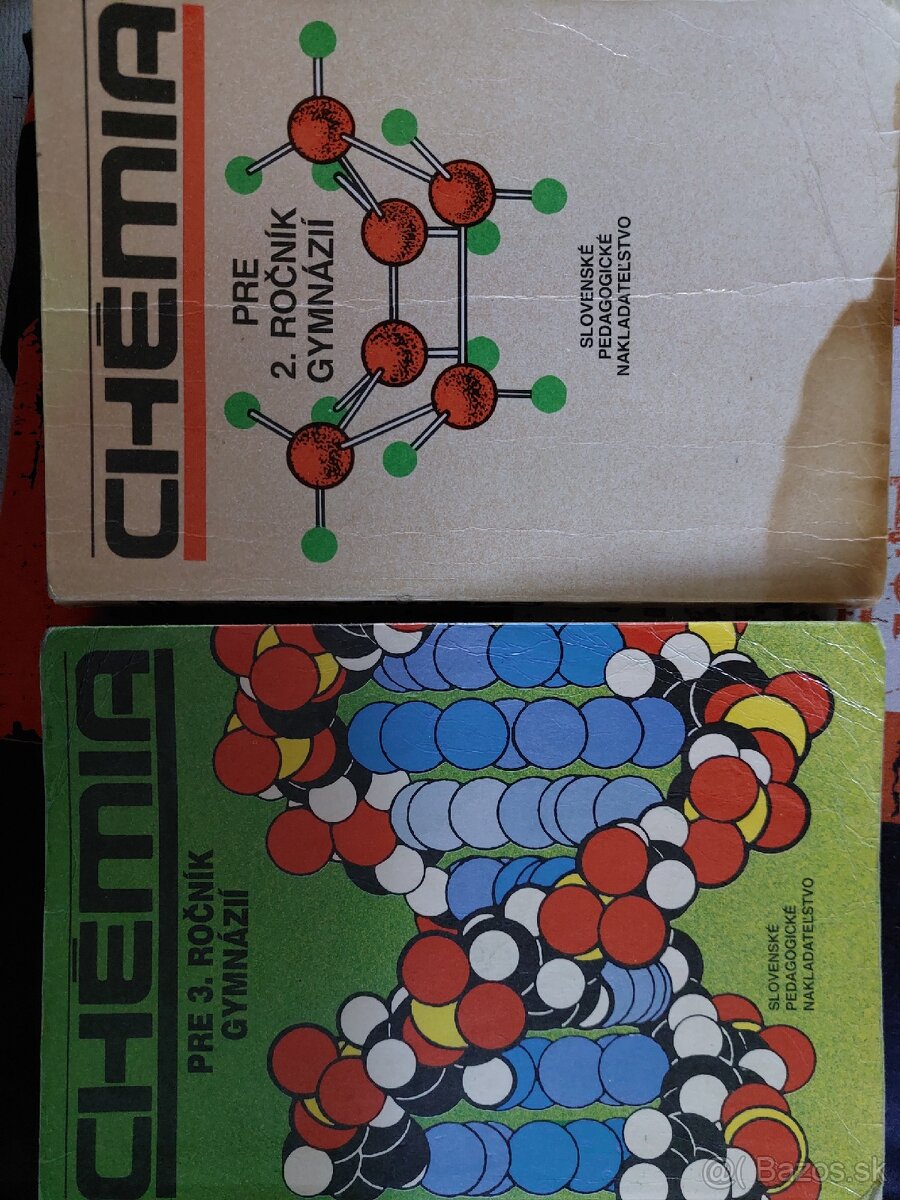 CHÉMIA
PRE
2. ROČNÍK
GYMNÁZIÍ
SLOVENSKÉ
PEDAGOGICKÉ
NAKLADATEĽSTVO
CHÉMIA
PRE 3. ROČNÍK
GYMNÁZIÍ
SLOVENSKÉ
PEDAGOGICKÉ
NAKLADATEĽSTVO
Bazos.sk